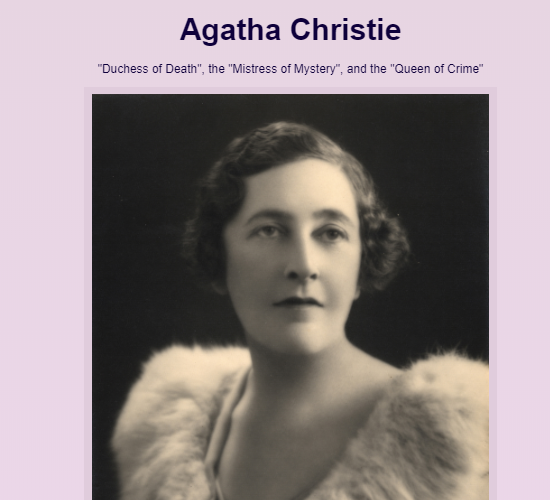 Agatha Christie
"Duchess of Death", the "Mistress of Mystery", and the "Queen of Crime"